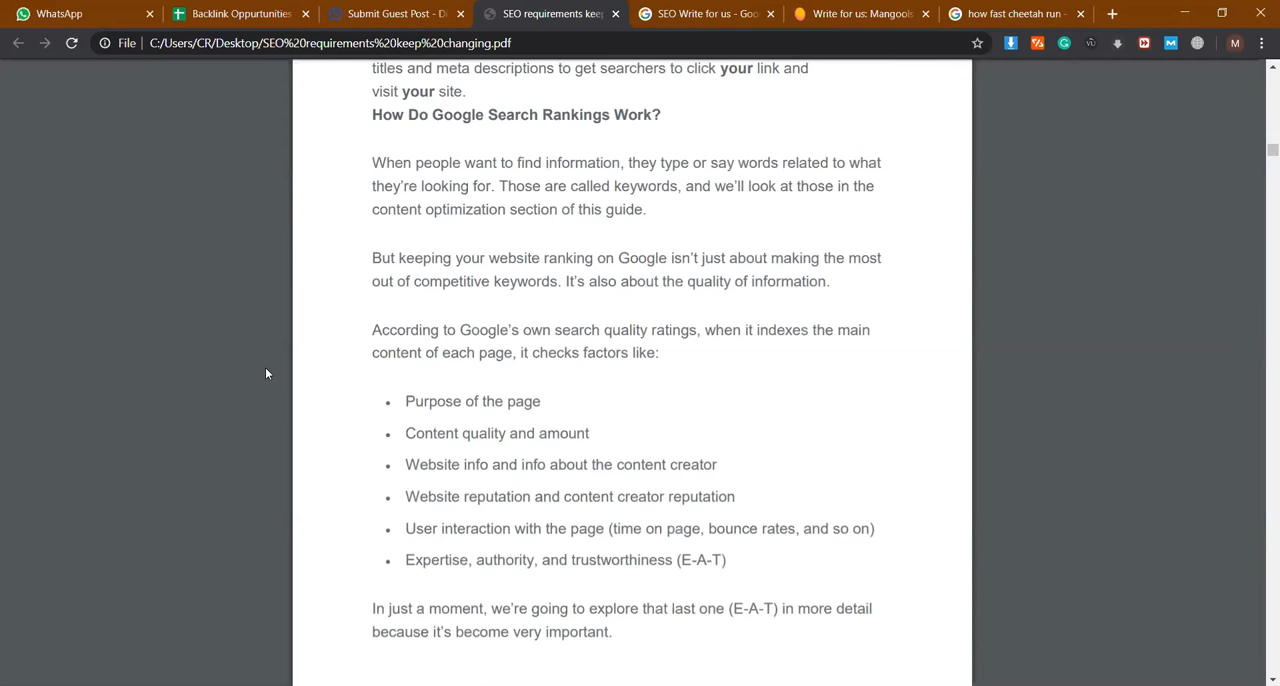 WhatsApp
Backlink Oppurtunities
Submit Guest Post - Di
SEO requirements kee
SEO Write for us - Goo
Write for us: Mangools
how fast cheetah run -
File
C:/Users/CR/Desktop/SEO%20requirements%20keep%20changing.pdf
M
titles and meta descriptions to get searchers to click your link and
visit your site.
How Do Google Search Rankings Work?
When people want to find information, they type or say words related to what
they’re looking for. Those are called keywords, and we’ll look at those in the
content optimization section of this guide.
But keeping your website ranking on Google isn’t just about making the most
out of competitive keywords. It’s also about the quality of information.
According to Google’s own search quality ratings, when it indexes the main
content of each page, it checks factors like:
• Purpose of the page
• Content quality and amount
• Website info and info about the content creator
• Website reputation and content creator reputation
• User interaction with the page (time on page, bounce rates, and so on)
• Expertise, authority, and trustworthiness (E-A-T)
In just a moment, we’re going to explore that last one (E-A-T) in more detail
because it’s become very important.